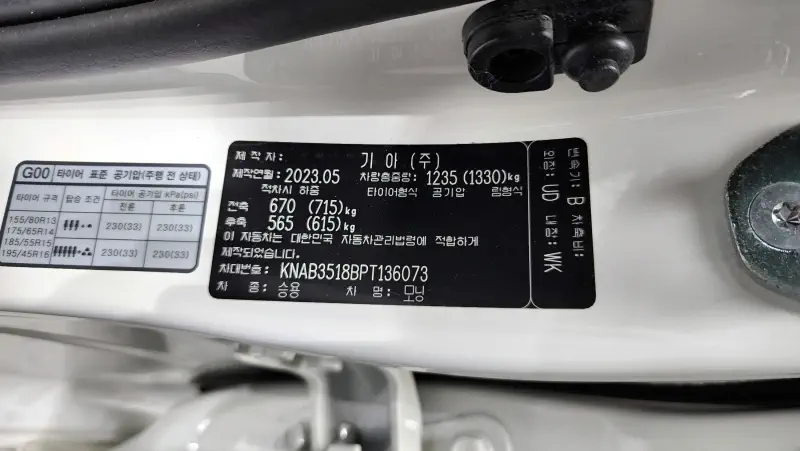 G00 타이어 표준 공기압(주행 전 상태)
타이어 규격 탑승 조건 타이어 공기압 kPa(psi)
전륜 후륜
155/80R13
175/65R14
230(33) 230(33)
185/55R15
195/45R16
230(33) 230(33)
제 작 자: 기아 (주)
제작연월: 2023.05 차량총중량: 1235 (1330)kg
적차시 하중 타이어형식 공기압 림형식
전축 670 (715)kg
후축 565 (615)kg
이 자동차는 대한민국 자동차관리법령에 적합하게
제작되었습니다.
차대번호: KNAB3518BPT136073
차 종: 승용 차 명: 모닝
변속기: B 차축비:
외장: UD 내장: WK